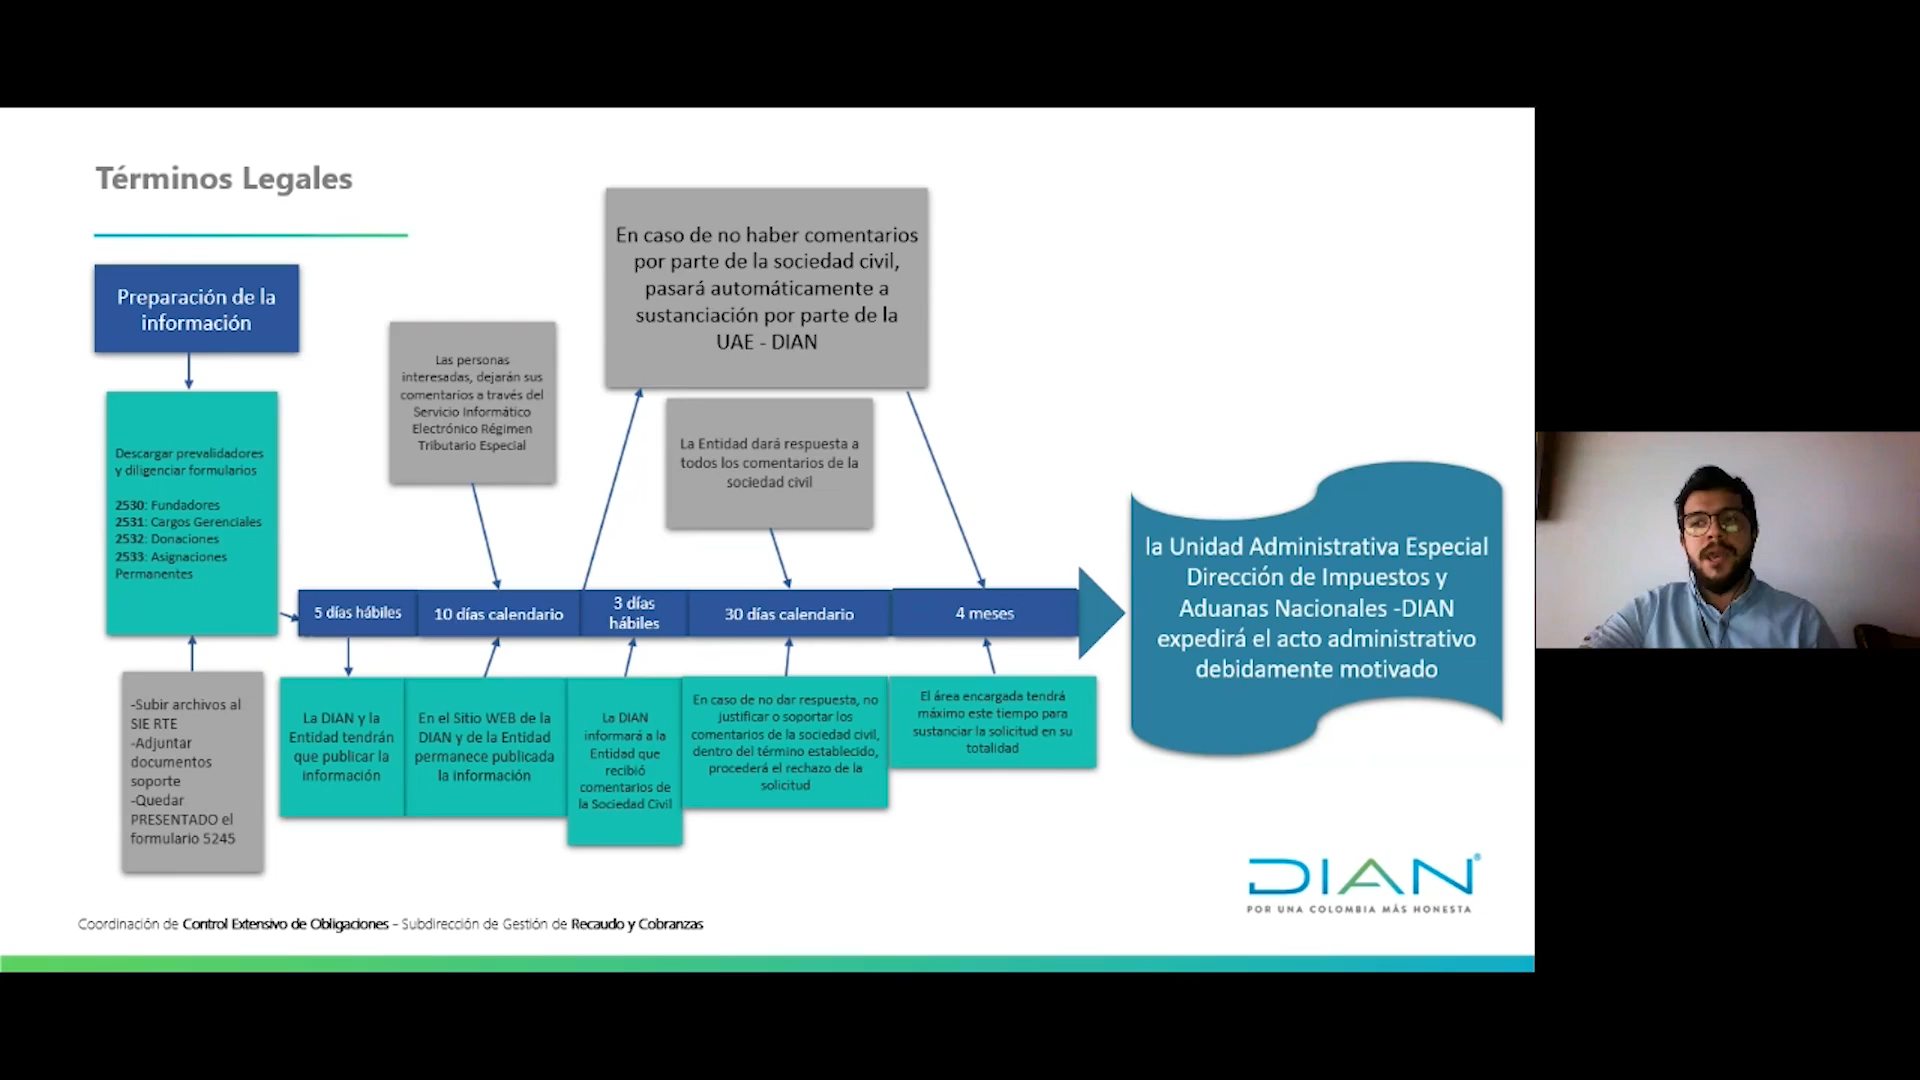 Términos Legales
Preparación de la
información
Descargar prevalidadores
y diligenciar formularios
2530: Fundadores
2531: Cargos Gerenciales
2532: Donaciones
2533: Asignaciones
Permanentes
-Subir archivos al
SIE RTE
-Adjuntar
documentos
soporte
-Quedar
PRESENTADO el
formulario 5245
Las personas
interesadas, dejarán sus
comentarios a través del
Servicio Informático
Electrónico Régimen
Tributario Especial
En caso de no haber comentarios
por parte de la sociedad civil,
pasará automáticamente a
sustanciación por parte de la
UAE - DIAN
La Entidad dará respuesta a
todos los comentarios de la
sociedad civil
5 días hábiles
10 días calendario
3 días
hábiles
30 días calendario
4 meses
La DIAN y la
Entidad tendrán
que publicar la
información
En el Sitio WEB de la
DIAN y de la Entidad
permanece publicada
la información
La DIAN
informará a la
Entidad que
recibió
comentarios de
la Sociedad Civil
En caso de no dar respuesta, no
justificar o soportar los
comentarios de la sociedad civil,
dentro del término establecido,
procederá el rechazo de la
solicitud
El área encargada tendrá
máximo este tiempo para
sustanciar la solicitud en su
totalidad
la Unidad Administrativa Especial
Dirección de Impuestos y
Aduanas Nacionales -DIAN
expedirá el acto administrativo
debidamente motivado
DIAN®
POR UNA COLOMBIA MÁS HONESTA
Coordinación de Control Extensivo de Obligaciones - Subdirección de Gestión de Recaudo y Cobranzas